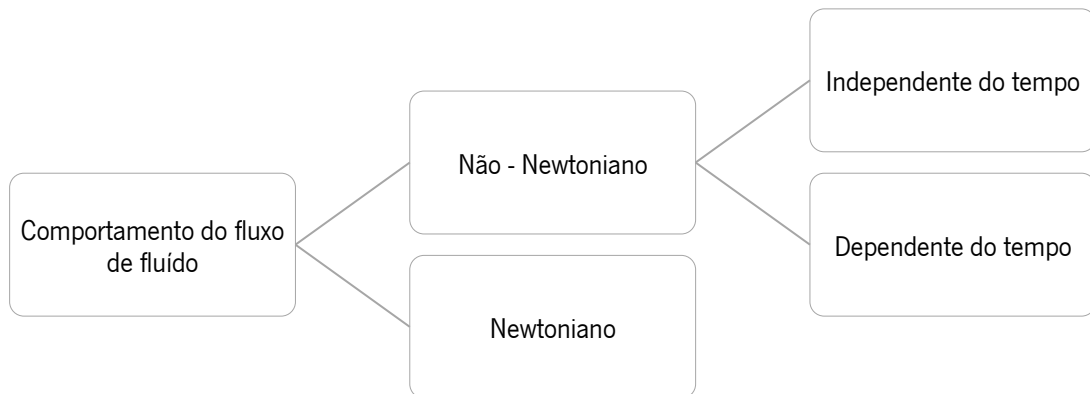 Comportamento do fluxo
de fluído
Não - Newtoniano
Newtoniano
Independente do tempo
Dependente do tempo